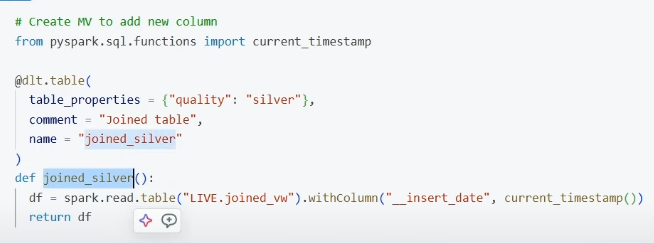 # Create MV to add new column
from pyspark.sql.functions import current_timestamp
@dlt.table(
table_properties = {"quality": "silver"},
comment = "Joined table",
name = "joined_silver"
)
def joined_silver():
df = spark.read.table("LIVE.joined_vw").withColumn("__insert_date", current_timestamp())
return df